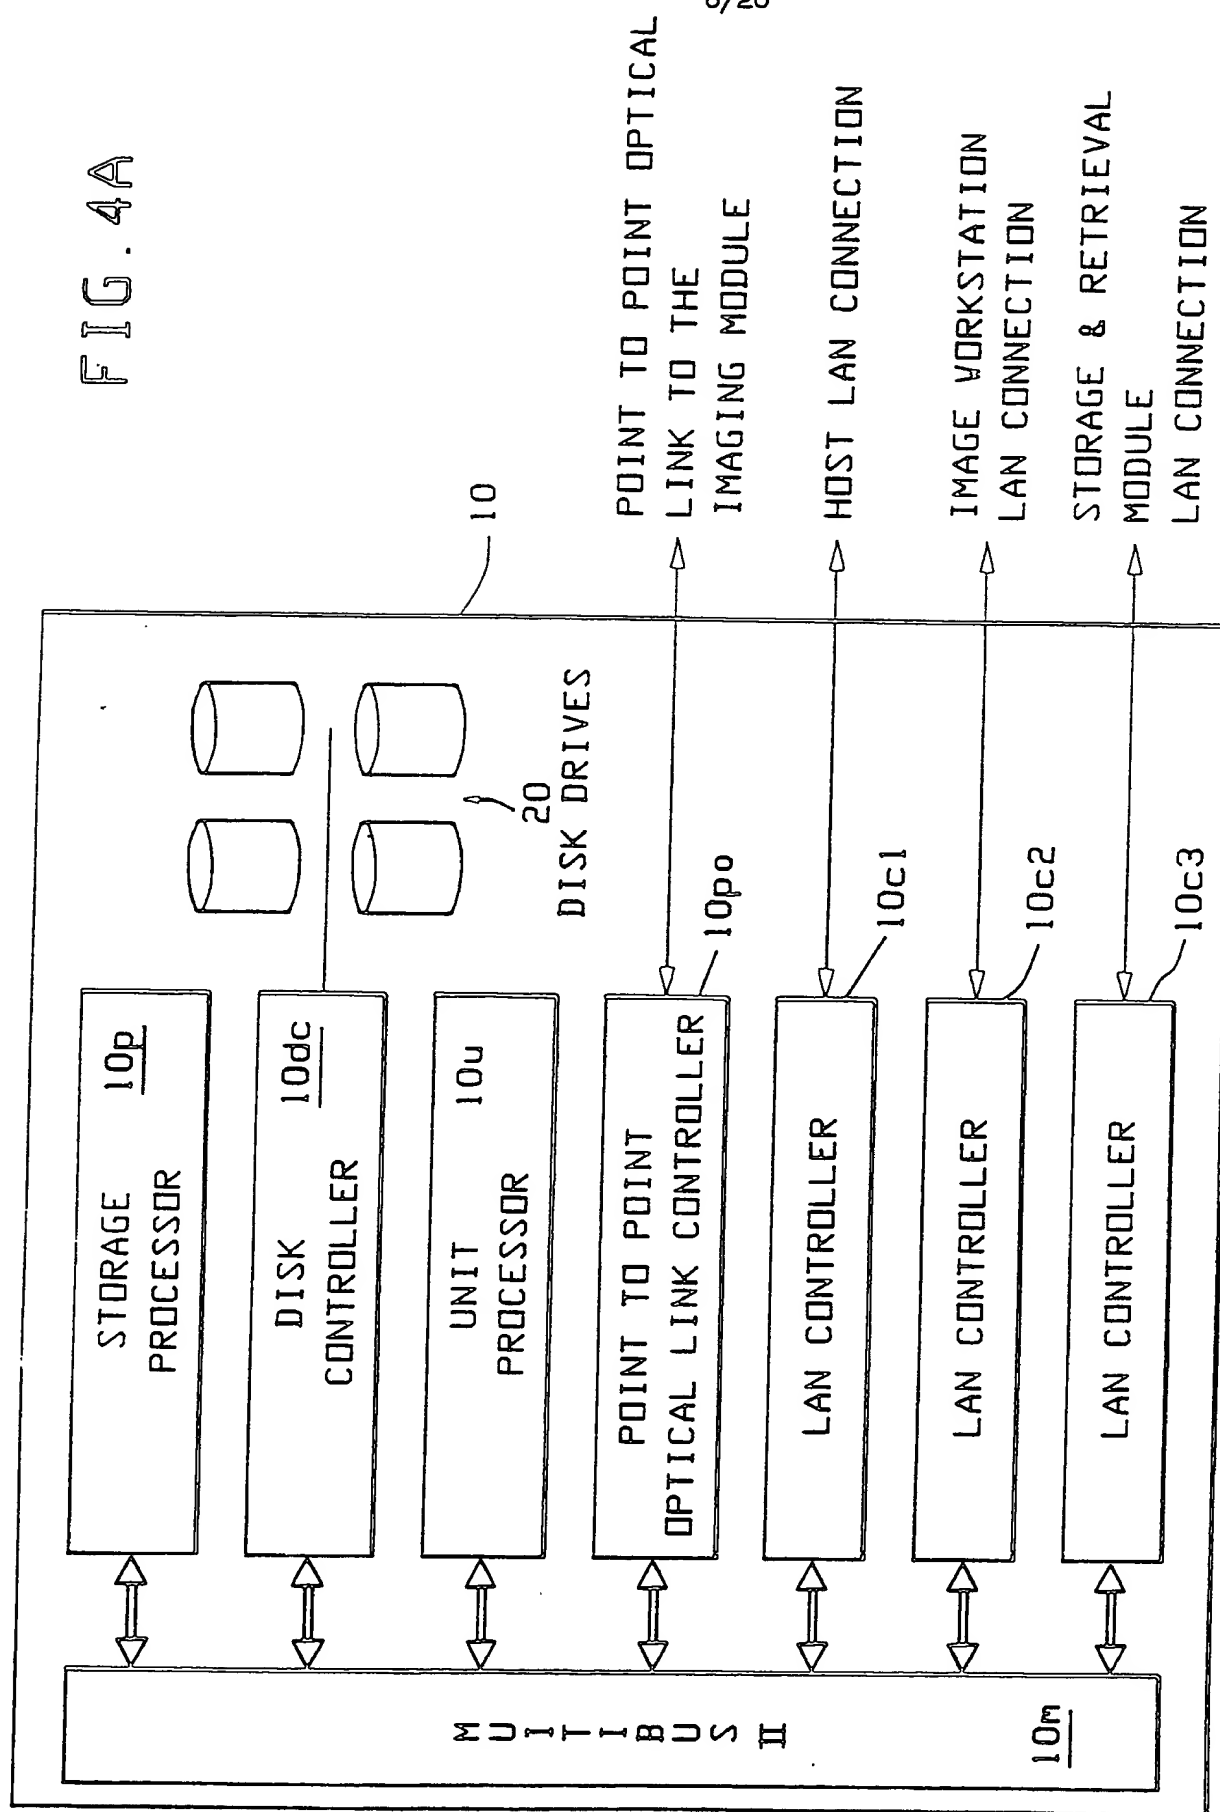 FIG. 4A
STORAGE
PROCESSOR
10p
DISK
CONTROLLER
10dc
UNIT
PROCESSOR
10u
POINT TO POINT
OPTICAL LINK CONTROLLER
10po
LAN CONTROLLER
10c1
LAN CONTROLLER
10c2
LAN CONTROLLER
10c3
MUITIBUS II
10m
20
DISK DRIVES
10
POINT TO POINT OPTICAL
LINK TO THE
IMAGING MODULE
HOST LAN CONNECTION
IMAGE WORKSTATION
LAN CONNECTION
STORAGE & RETRIEVAL
MODULE
LAN CONNECTION